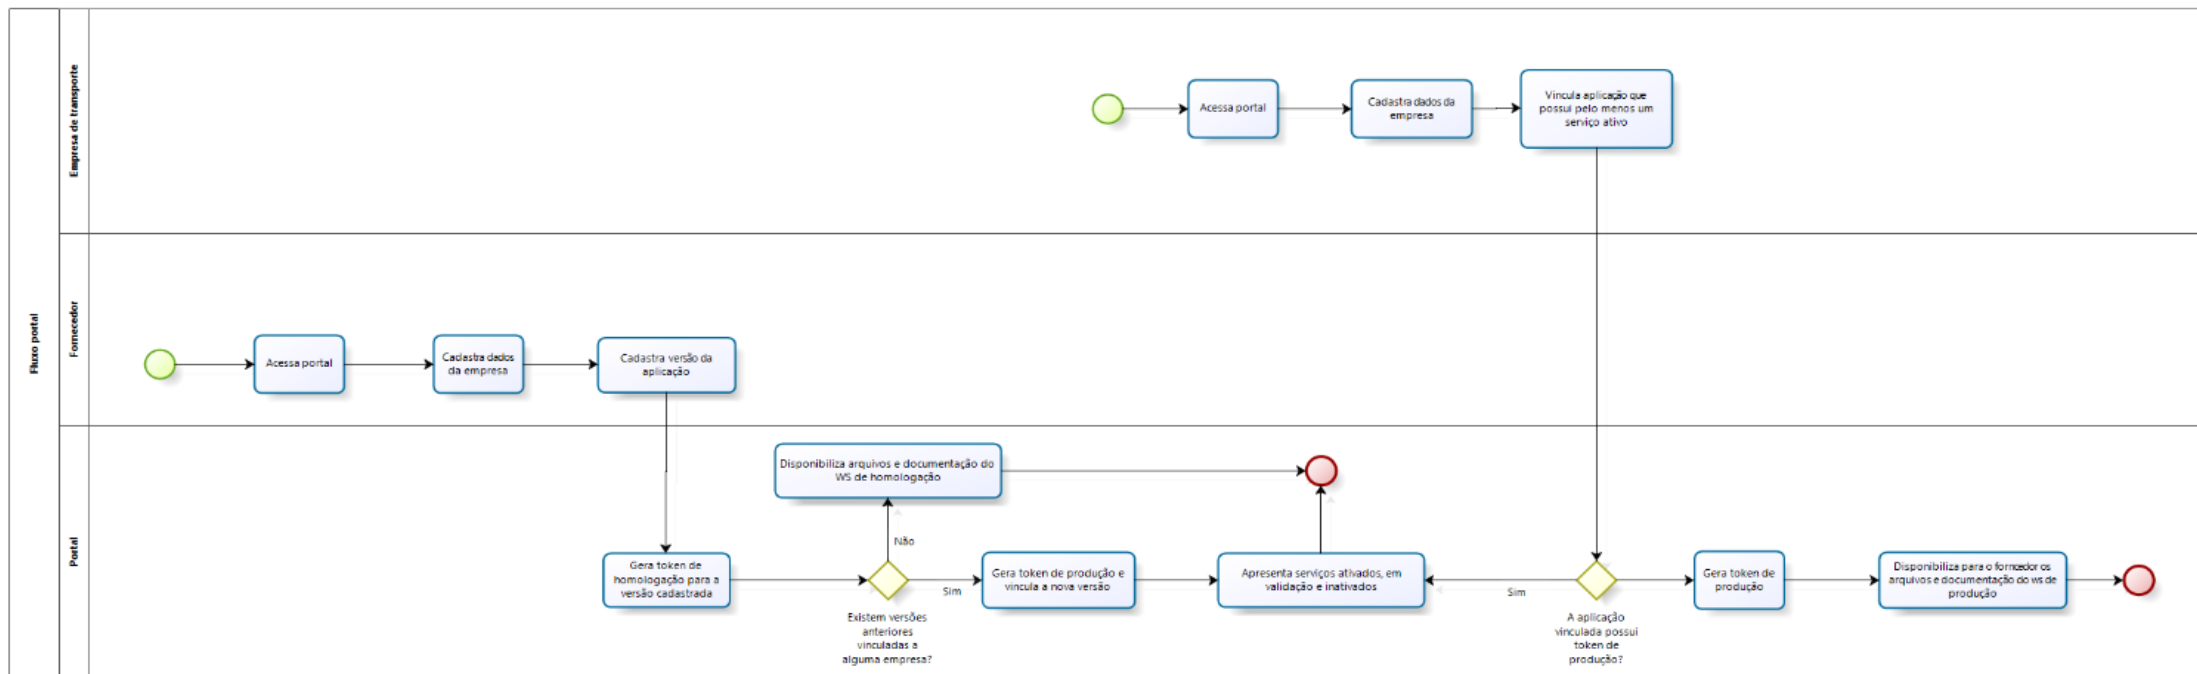 Fluxo portal
Empresa de transporte
Acessa portal
Cadastra dados da
empresa
Vincula aplicação que
possui pelo menos um
serviço ativo
Fornecedor
Acessa portal
Cadastra dados
da empresa
Cadastra versão da
aplicação
Portal
Disponibiliza arquivos e documentação do
WS de homologação
Não
Gera token de
homologação para a
versão cadastrada
Sim
Existem versões
anteriores
vinculadas a
alguma empresa?
Gera token de produção e
vincula a nova versão
Apresenta serviços ativados, em
validação e inativados
Sim
A aplicação
vinculada possui
token de
produção?
Gera token de
produção
Disponibiliza para o fornecedor os
arquivos e documentação do ws de
produção